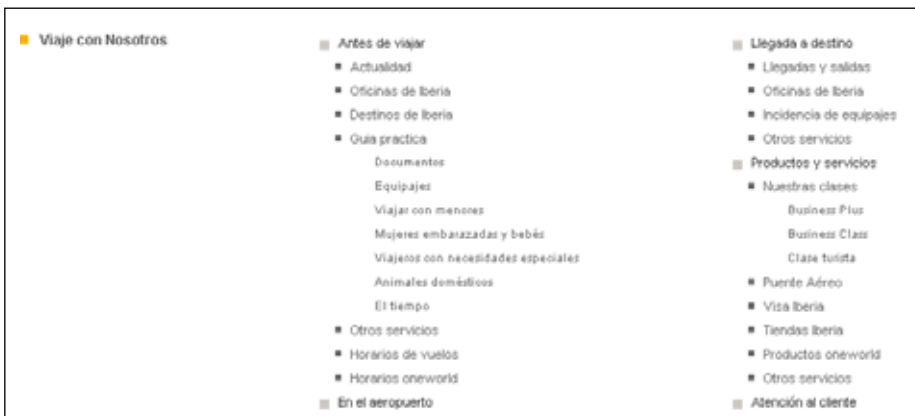 Viaje con Nosotros
Antes de viajar
Actualidad
Oficinas de Iberia
Destinos de Iberia
Guia practica
Documentos
Equipajes
Viajar con menores
Mujeres embarazadas y bebés
Viajeros con necesidades especiales
Animales domésticos
El tiempo
Otros servicios
Horarios de vuelos
Horarios oneworld
En el aeropuerto
Llegada a destino
Llegadas y salidas
Oficinas de Iberia
Incidencia de equipajes
Otros servicios
Productos y servicios
Nuestras clases
Business Plus
Business Class
Clase turista
Puente Aéreo
Visa Iberia
Tiendas Iberia
Productos oneworld
Otros servicios
Atención al cliente